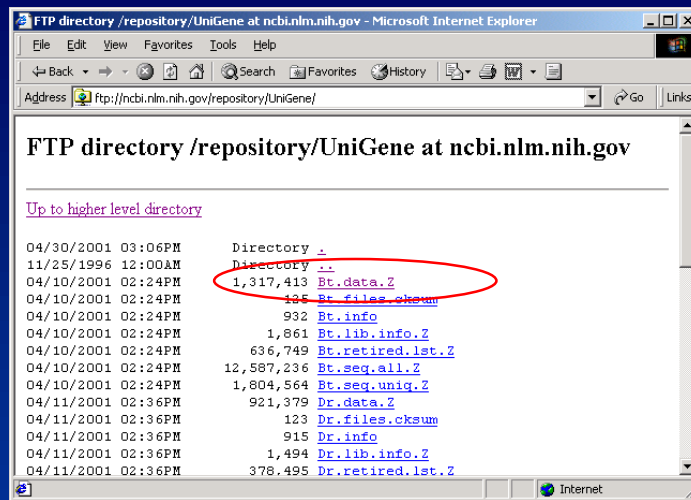 FTP directory /repository/UniGene at ncbi.nlm.nih.gov - Microsoft Internet Explorer
File Edit View Favorites Tools Help
Back Search Favorites History
Address ftp://ncbi.nlm.nih.gov/repository/UniGene/ Go Links
FTP directory /repository/UniGene at ncbi.nlm.nih.gov
Up to higher level directory
04/30/2001 03:06PM Directory .
11/25/1996 12:00AM Directory ..
04/10/2001 02:24PM 1,317,413 Bt.data.Z
04/10/2001 02:24PM 135 Bt.files.cksum
04/10/2001 02:24PM 932 Bt.info
04/10/2001 02:24PM 1,861 Bt.lib.info.Z
04/10/2001 02:24PM 636,749 Bt.retired.lst.Z
04/10/2001 02:24PM 12,587,236 Bt.seq.all.Z
04/10/2001 02:24PM 1,804,564 Bt.seq.uniq.Z
04/11/2001 02:36PM 921,379 Dr.data.Z
04/11/2001 02:36PM 123 Dr.files.cksum
04/11/2001 02:36PM 915 Dr.info
04/11/2001 02:36PM 1,494 Dr.lib.info.Z
04/11/2001 02:36PM 378,495 Dr.retired.lst.Z
Internet